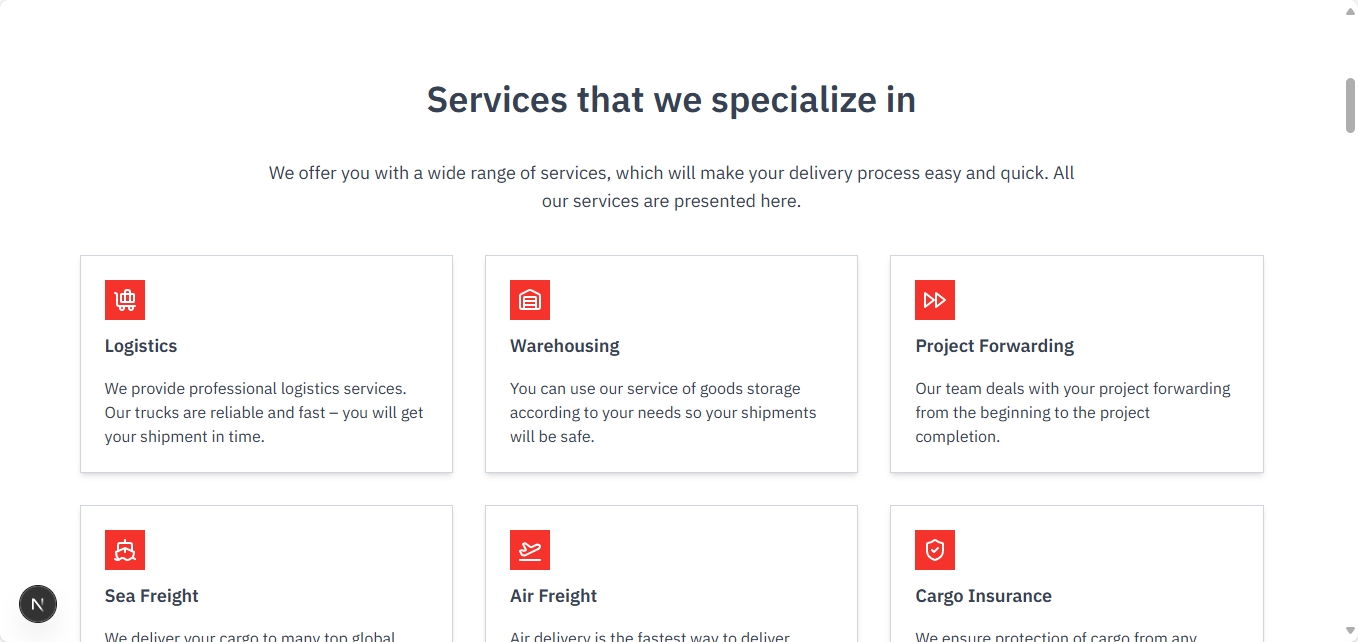 Services that we specialize in
We offer you with a wide range of services, which will make your delivery process easy and quick. All
our services are presented here.
Logistics
We provide professional logistics services.
Our trucks are reliable and fast – you will get
your shipment in time.
Warehousing
You can use our service of goods storage
according to your needs so your shipments
will be safe.
Project Forwarding
Our team deals with your project forwarding
from the beginning to the project
completion.
Sea Freight
We deliver your cargo to many top global
Air Freight
Air delivery is the fastest way to deliver
Cargo Insurance
We ensure protection of cargo from any
N